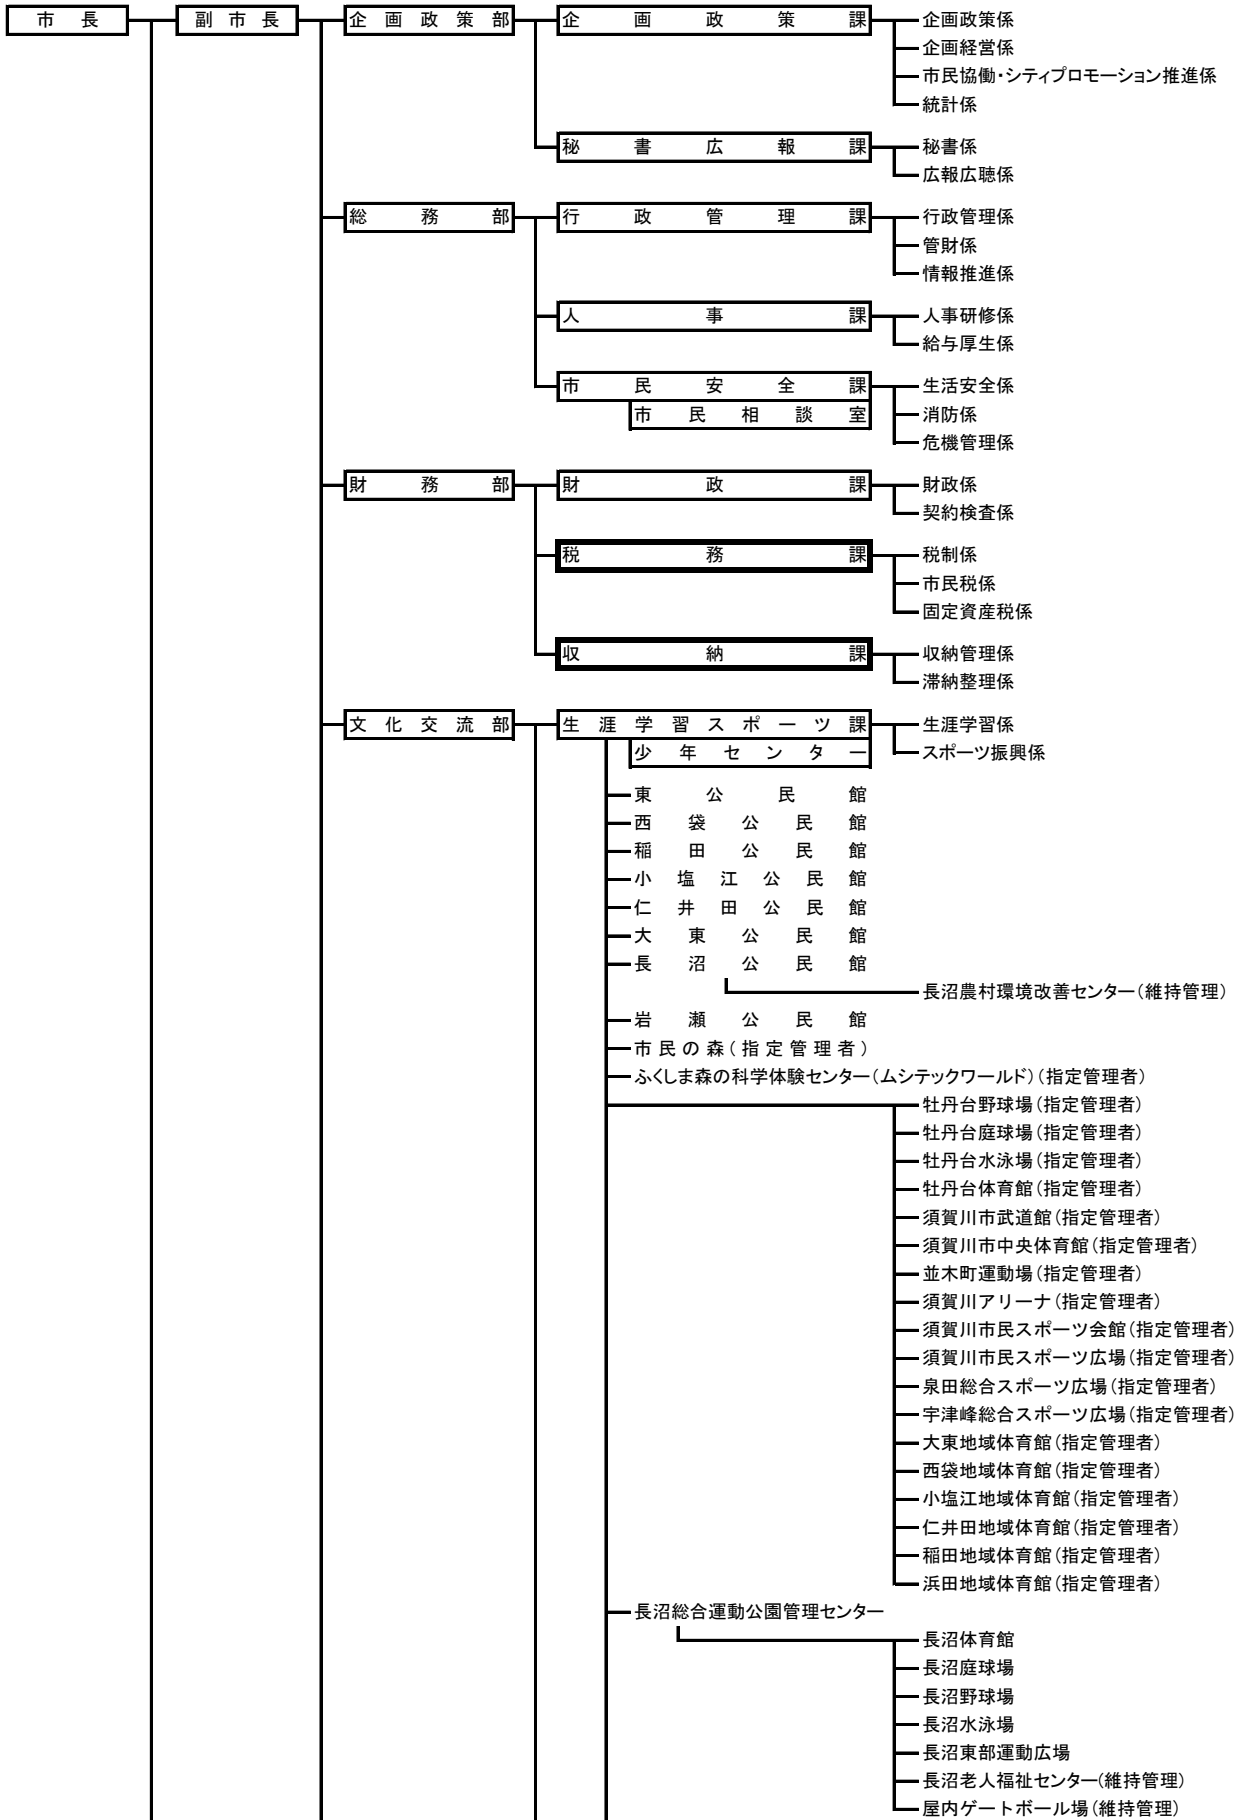 市長 副市長 企画政策部 企画政策課 企画政策係
企画経営係
市民協働・シティプロモーション推進係
統計係
秘書広報課 秘書係
広報広聴係
総務部 行政管理課 行政管理係
管財係
情報推進係
人事課 人事研修係
給与厚生係
市民安全課 生活安全係
市民相談室 消防係
危機管理係
財務部 財政課 財政係
契約検査係
税務課 税制係
市民税係
固定資産税係
収納課 収納管理係
滞納整理係
文化交流部 生涯学習スポーツ課 生涯学習係
少年センター スポーツ振興係
東公民館
西袋公民館
稲田公民館
小塩江公民館
仁井田公民館
大東公民館
長沼公民館
長沼農村環境改善センター(維持管理)
岩瀬公民館
市民の森(指定管理者)
ふくしま森の科学体験センター(ムシテックワールド)(指定管理者)
牡丹台野球場(指定管理者)
牡丹台庭球場(指定管理者)
牡丹台水泳場(指定管理者)
牡丹台体育館(指定管理者)
須賀川市武道館(指定管理者)
須賀川市中央体育館(指定管理者)
並木町運動場(指定管理者)
須賀川アリーナ(指定管理者)
須賀川市民スポーツ会館(指定管理者)
須賀川市民スポーツ広場(指定管理者)
泉田総合スポーツ広場(指定管理者)
宇津峰総合スポーツ広場(指定管理者)
大東地域体育館(指定管理者)
西袋地域体育館(指定管理者)
小塩江地域体育館(指定管理者)
仁井田地域体育館(指定管理者)
稲田地域体育館(指定管理者)
浜田地域体育館(指定管理者)
長沼総合運動公園管理センター
長沼体育館
長沼庭球場
長沼野球場
長沼水泳場
長沼東部運動広場
長沼老人福祉センター(維持管理)
屋内ゲートボール場(維持管理)